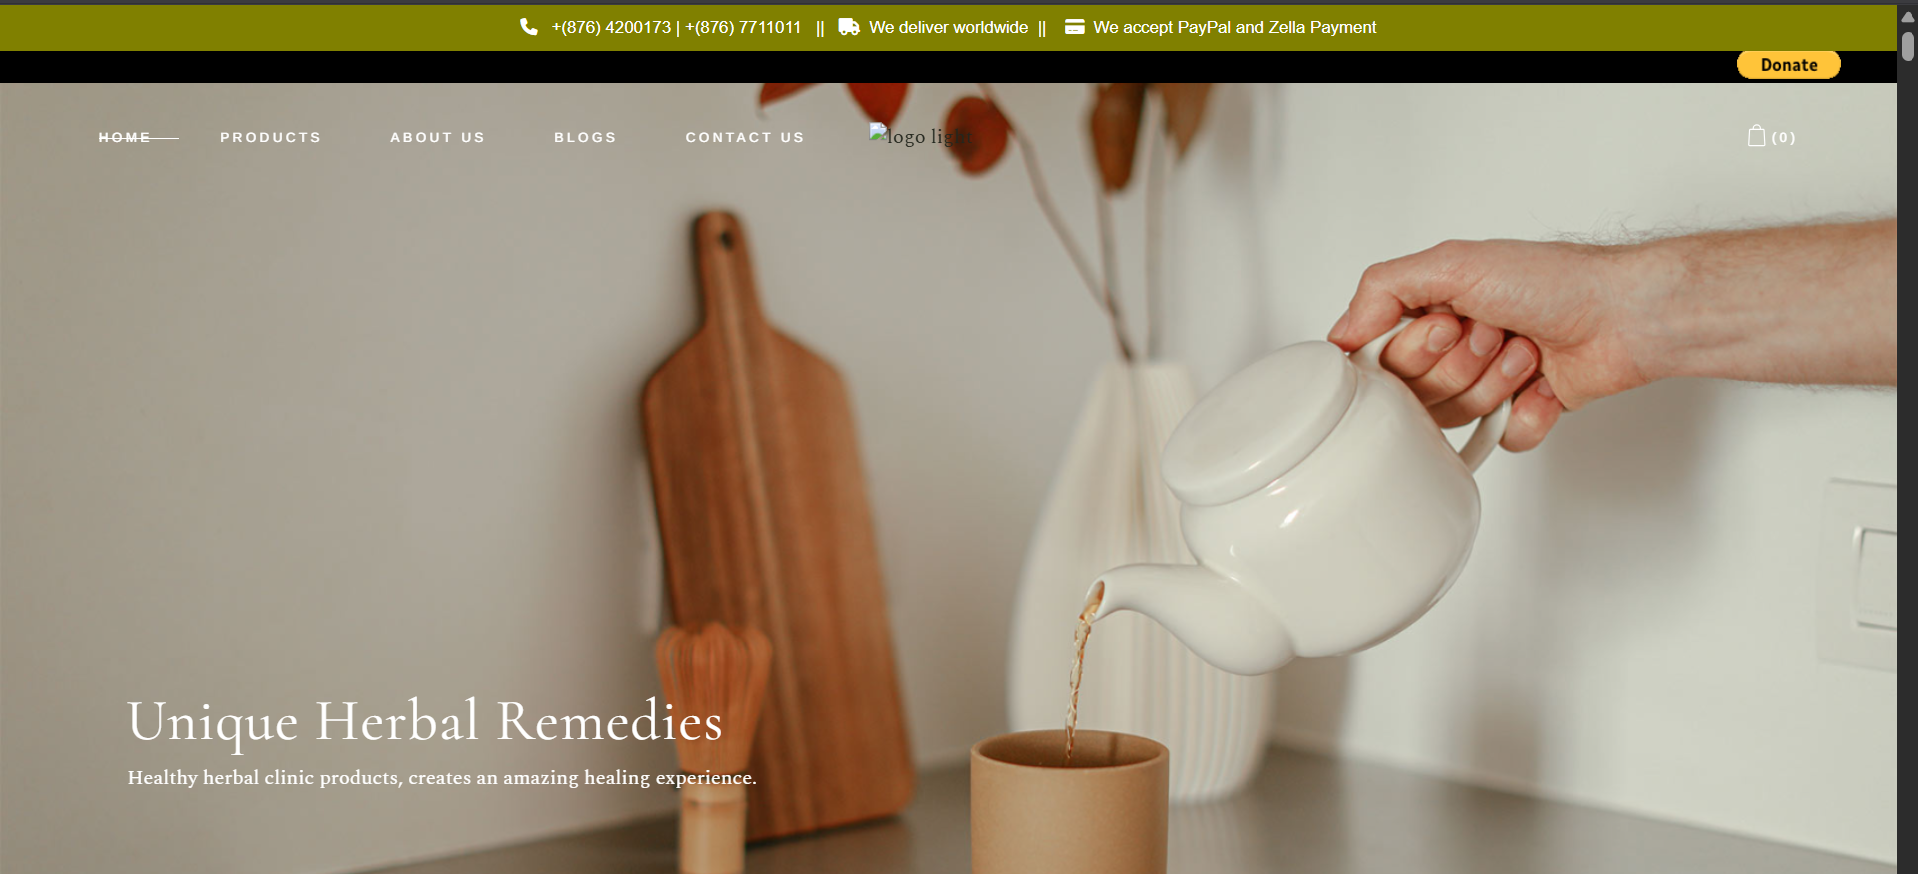 +(876) 4200173 | +(876) 7711011 || We deliver worldwide || We accept PayPal and Zella Payment
Donate
HOME PRODUCTS ABOUT US BLOGS CONTACT US logo light (0)
Unique Herbal Remedies
Healthy herbal clinic products, creates an amazing healing experience.